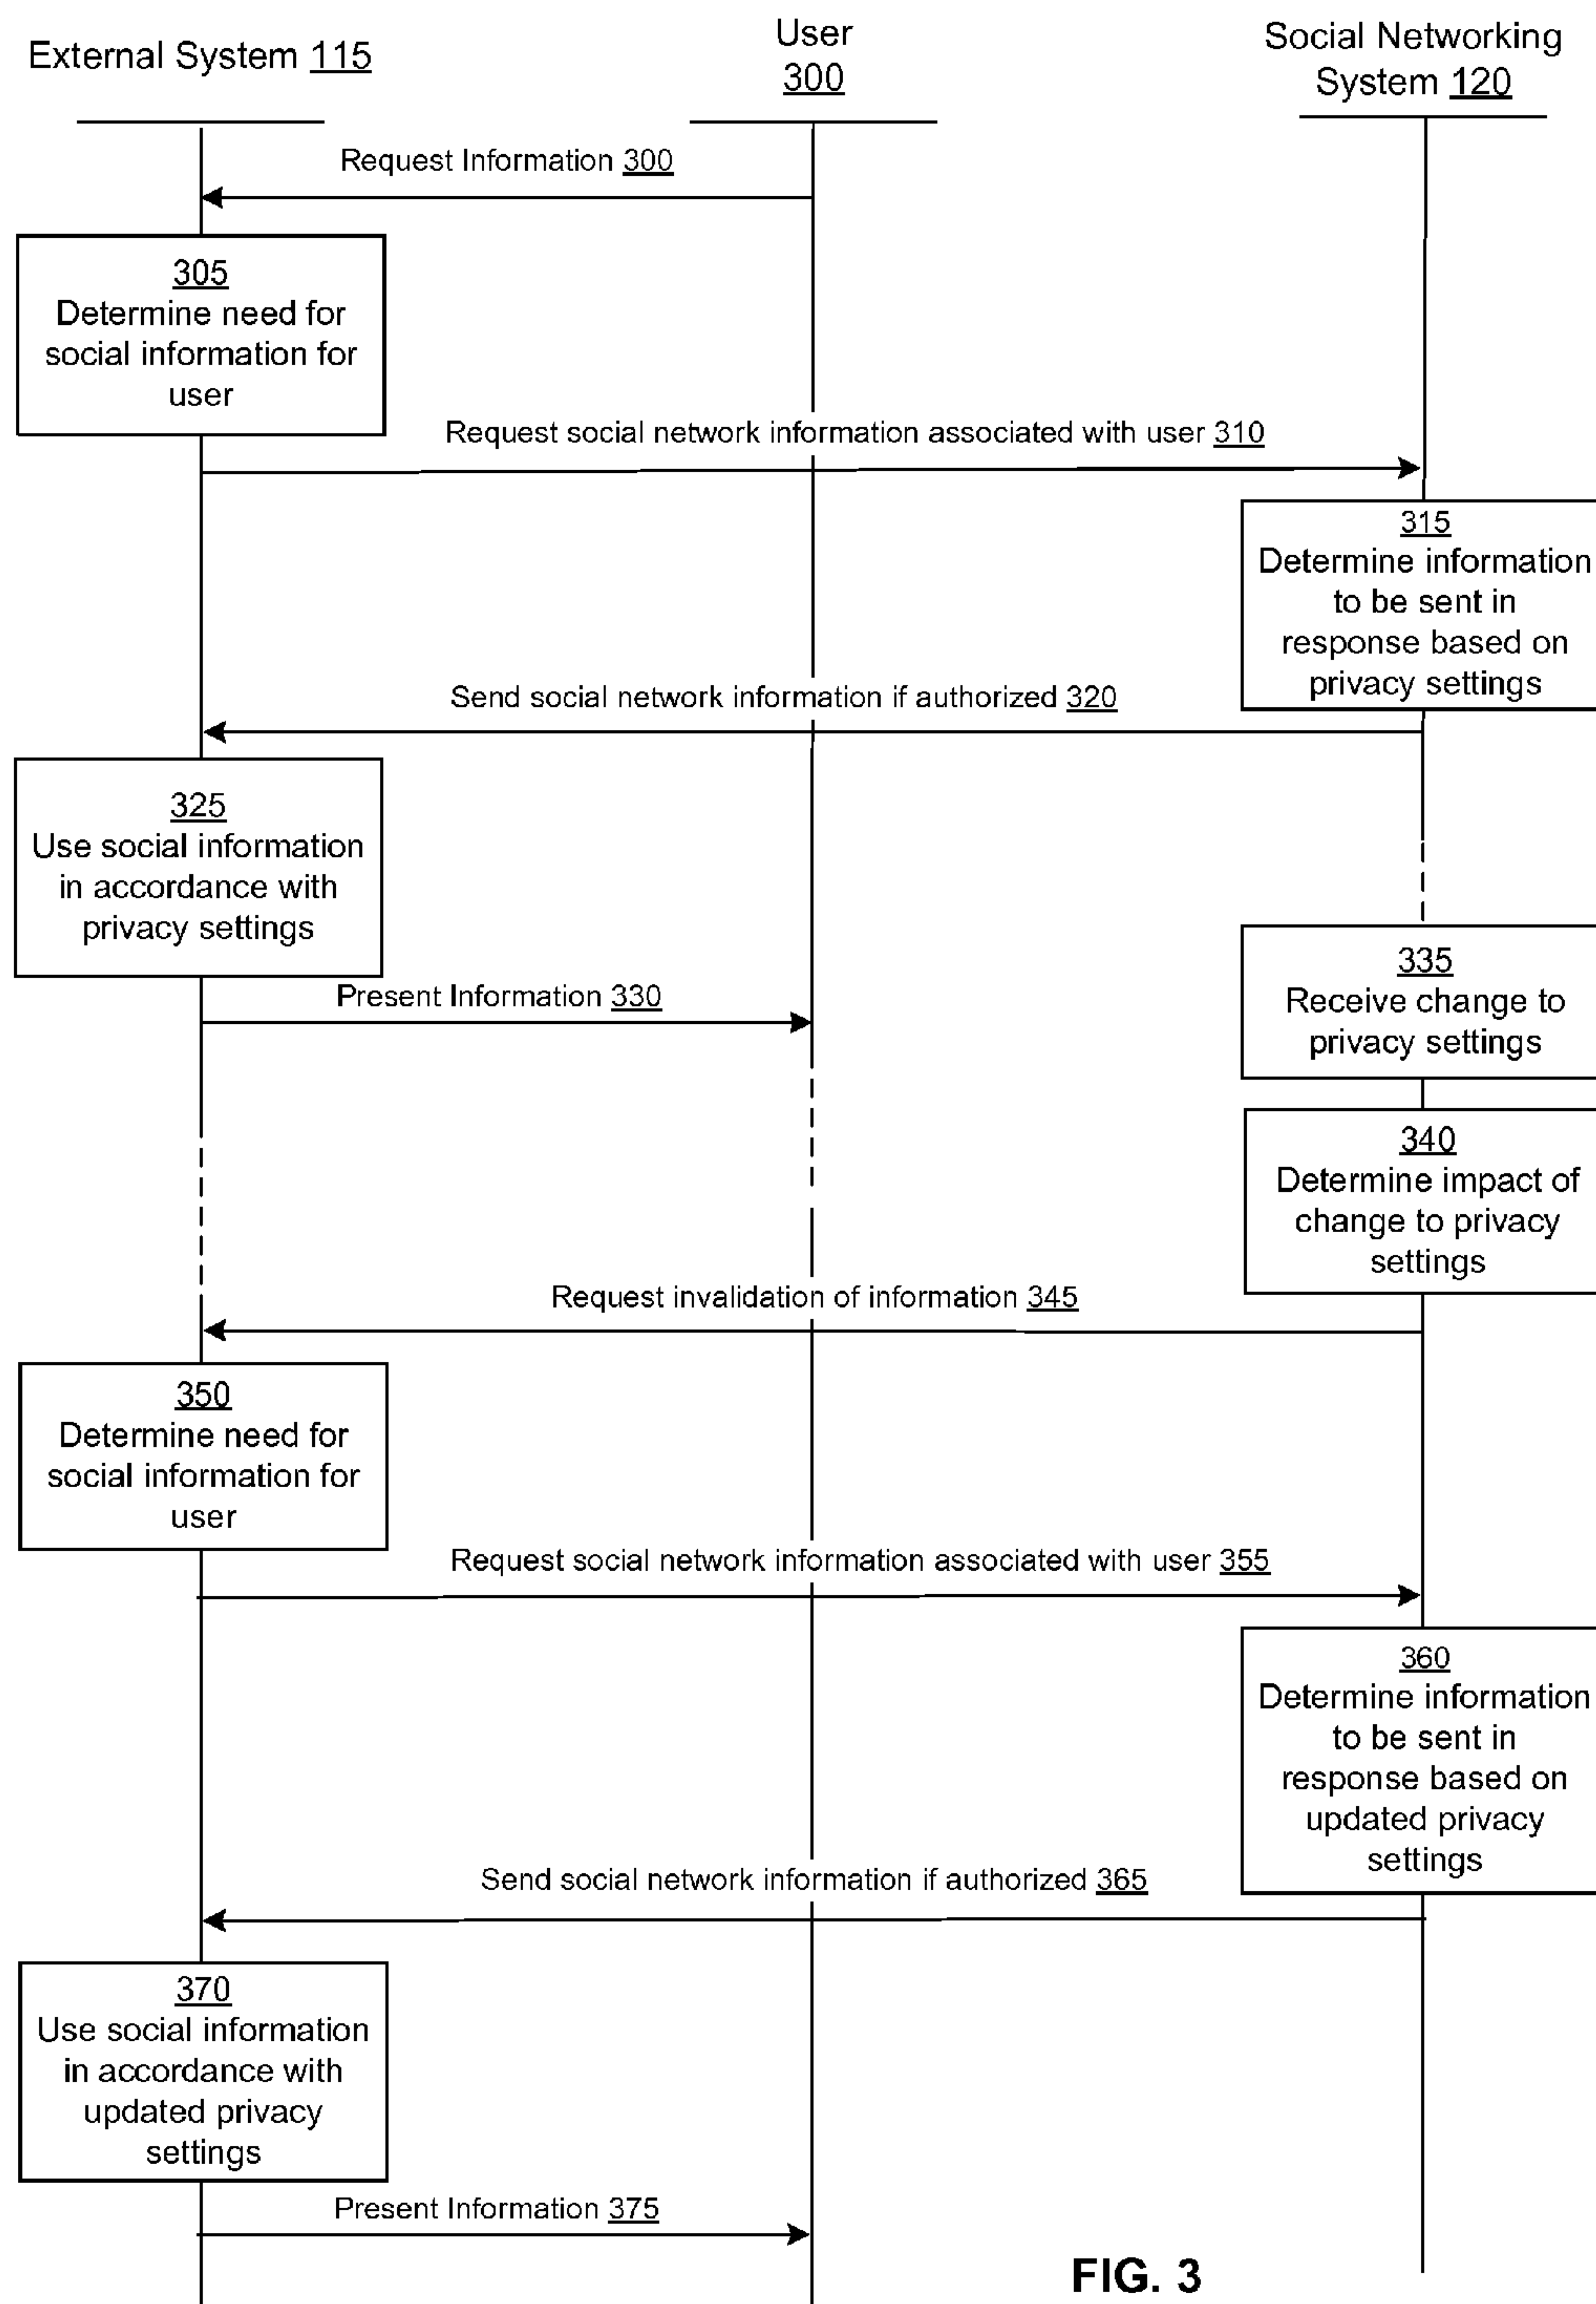 External System 115
User
300
Social Networking
System 120
Request Information 300
305
Determine need for
social information for
user
Request social network information associated with user 310
315
Determine information
to be sent in
response based on
privacy settings
Send social network information if authorized 320
325
Use social information
in accordance with
privacy settings
Present Information 330
335
Receive change to
privacy settings
340
Determine impact of
change to privacy
settings
Request invalidation of information 345
350
Determine need for
social information for
user
Request social network information associated with user 355
360
Determine information
to be sent in
response based on
updated privacy
settings
Send social network information if authorized 365
370
Use social information
in accordance with
updated privacy
settings
Present Information 375
FIG. 3